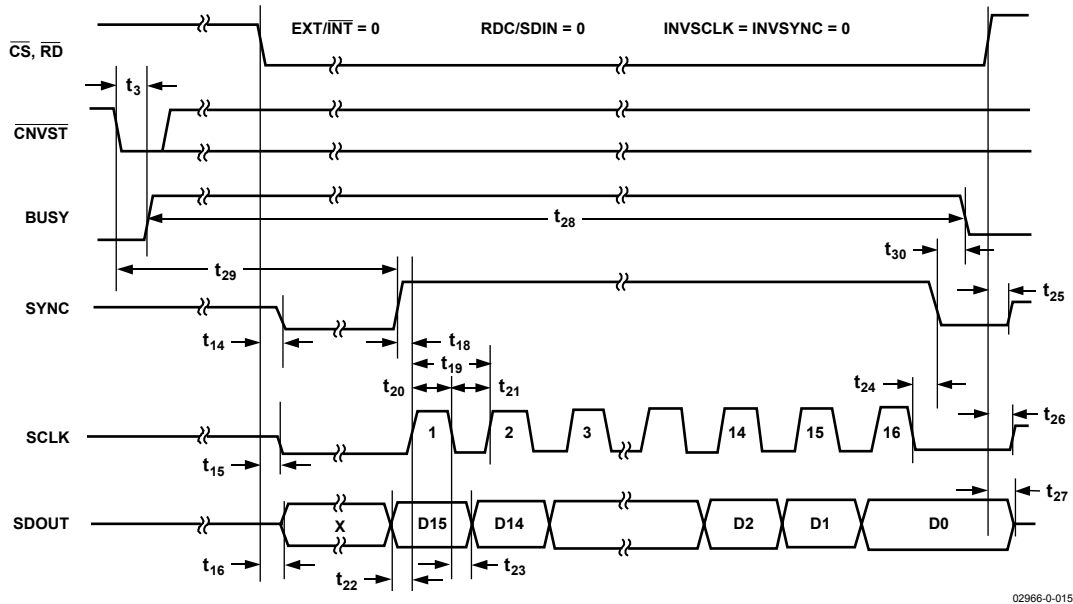 EXT/INT = 0 RDC/SDIN = 0 INVSCLK = INVSYNC = 0
CS, RD
t3
CNVST
BUSY
t28
t30
t29
t25
SYNC
t14
t18
t19
t20
t21
t24
t26
SCLK
1 2 3 14 15 16
t15
t27
SDOUT
X D15 D14 D2 D1 D0
t16
t22
t23
02966-0-015